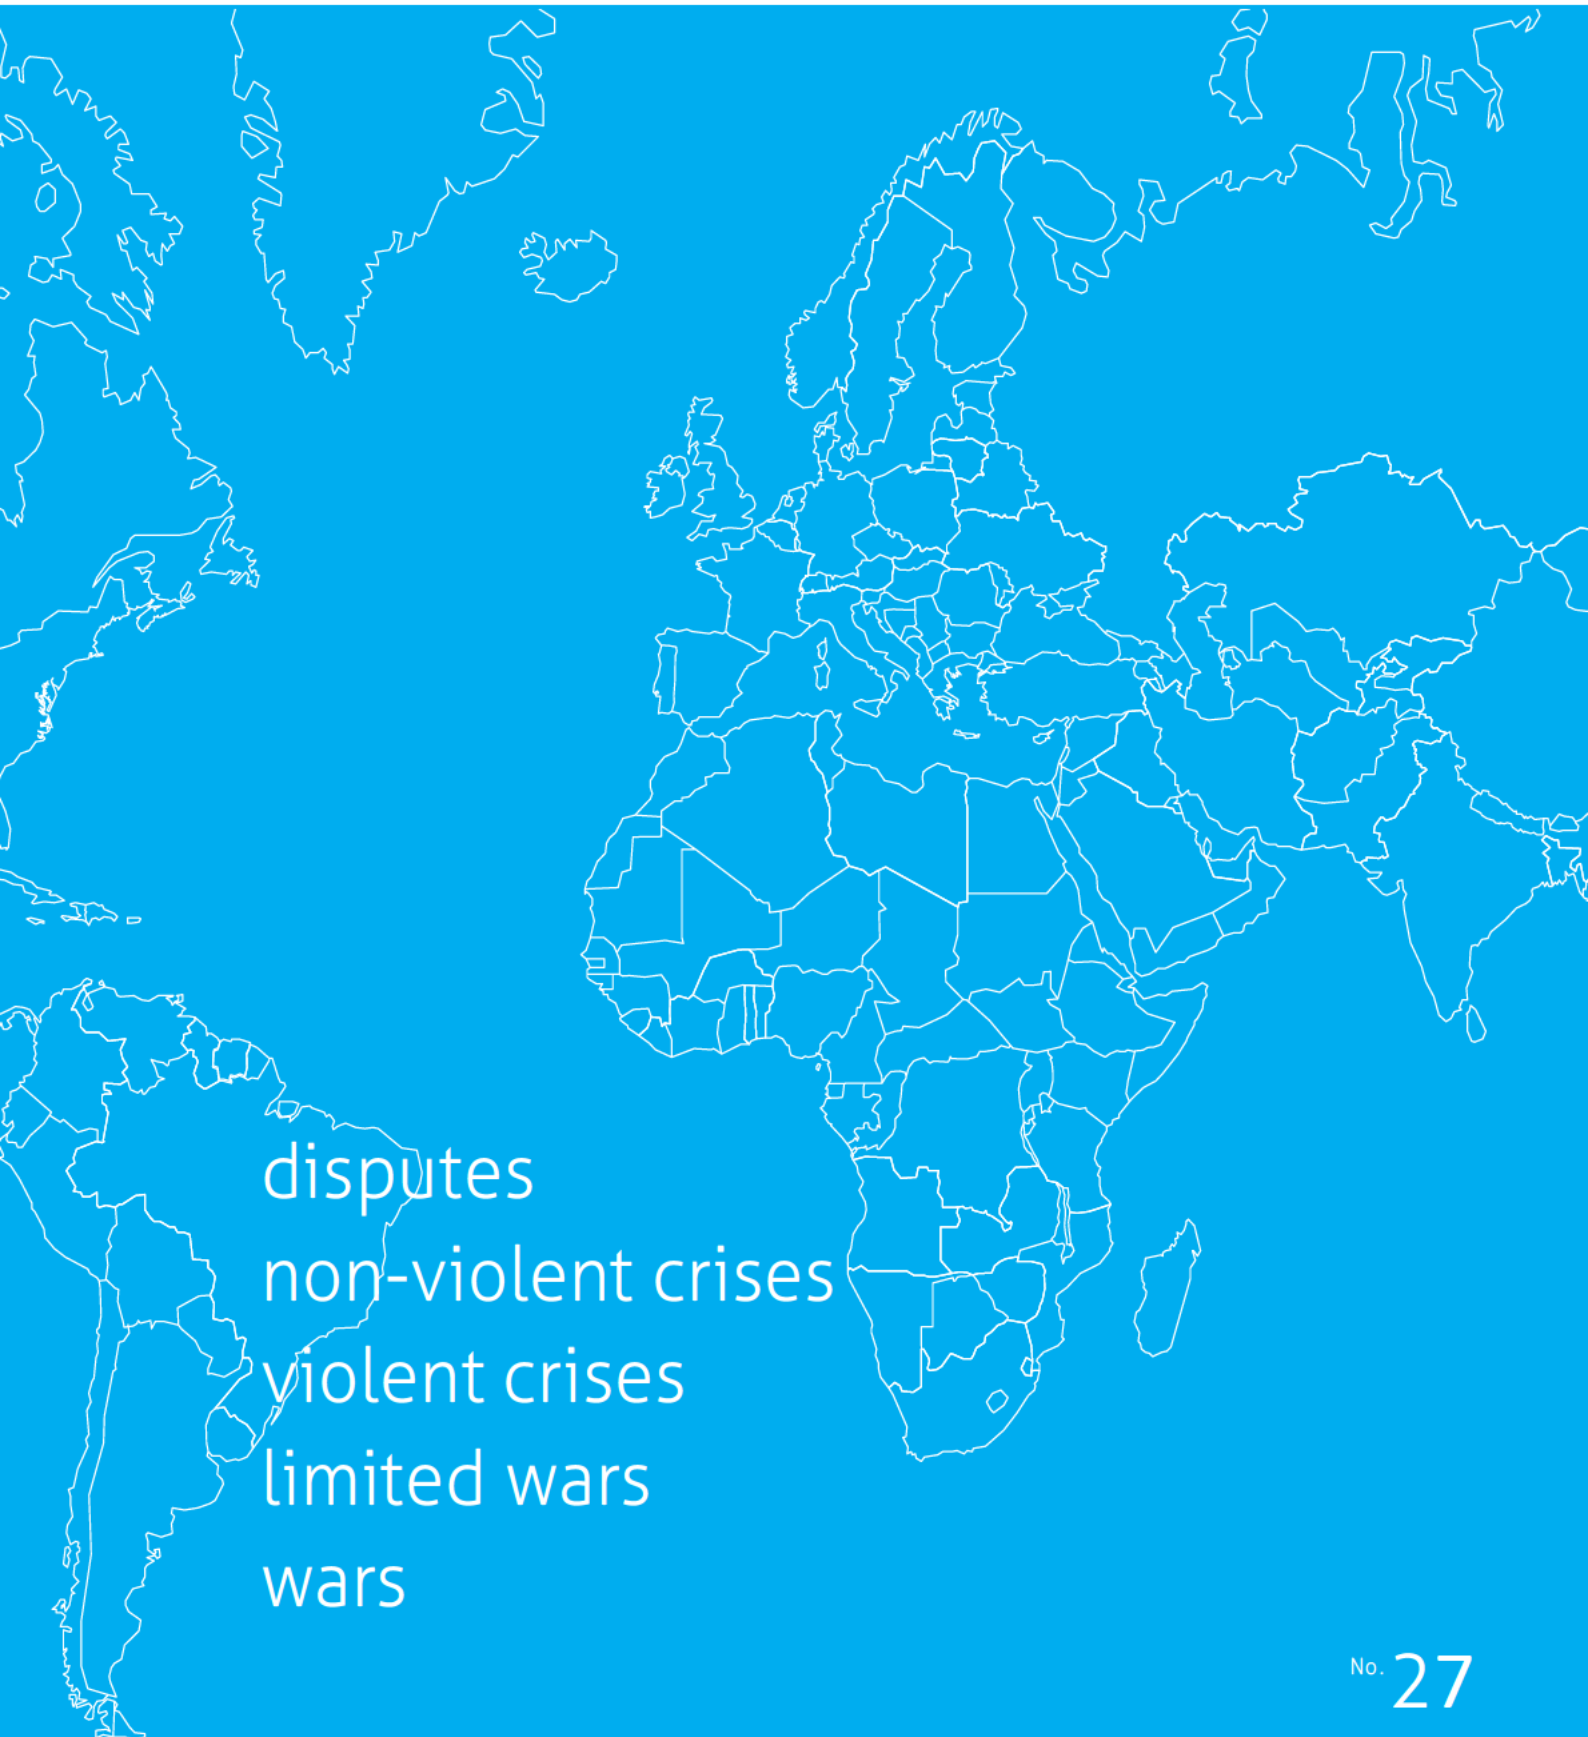 disputes
non-violent crises
violent crises
limited wars
wars
No. 27